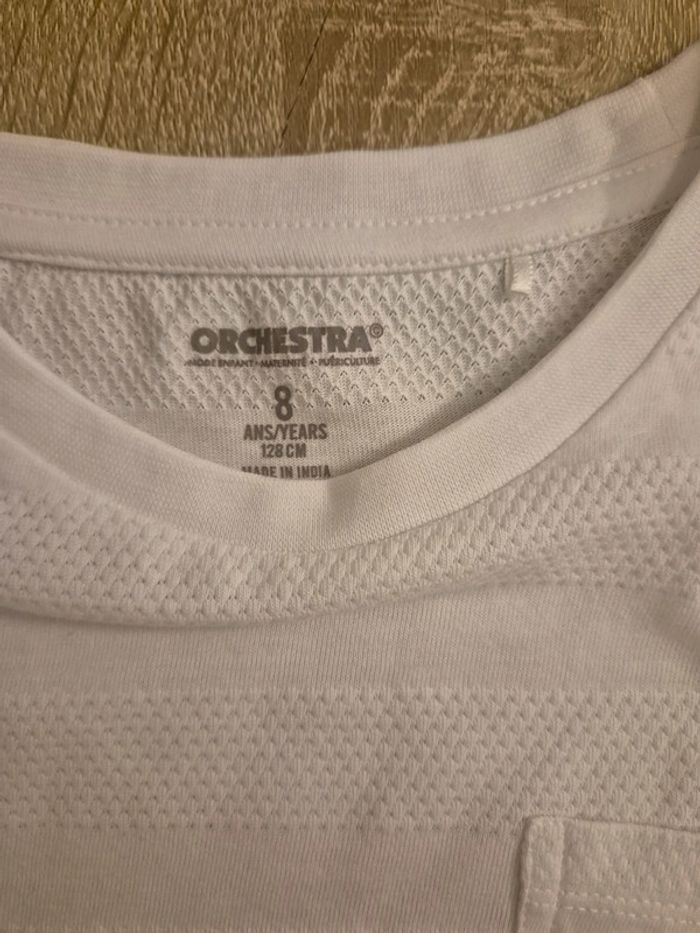 ORCHESTRA©
MODE ENFANT • MATERNITÉ • PUÉRICULTURE
8
ANS/YEARS
128 CM
MADE IN INDIA